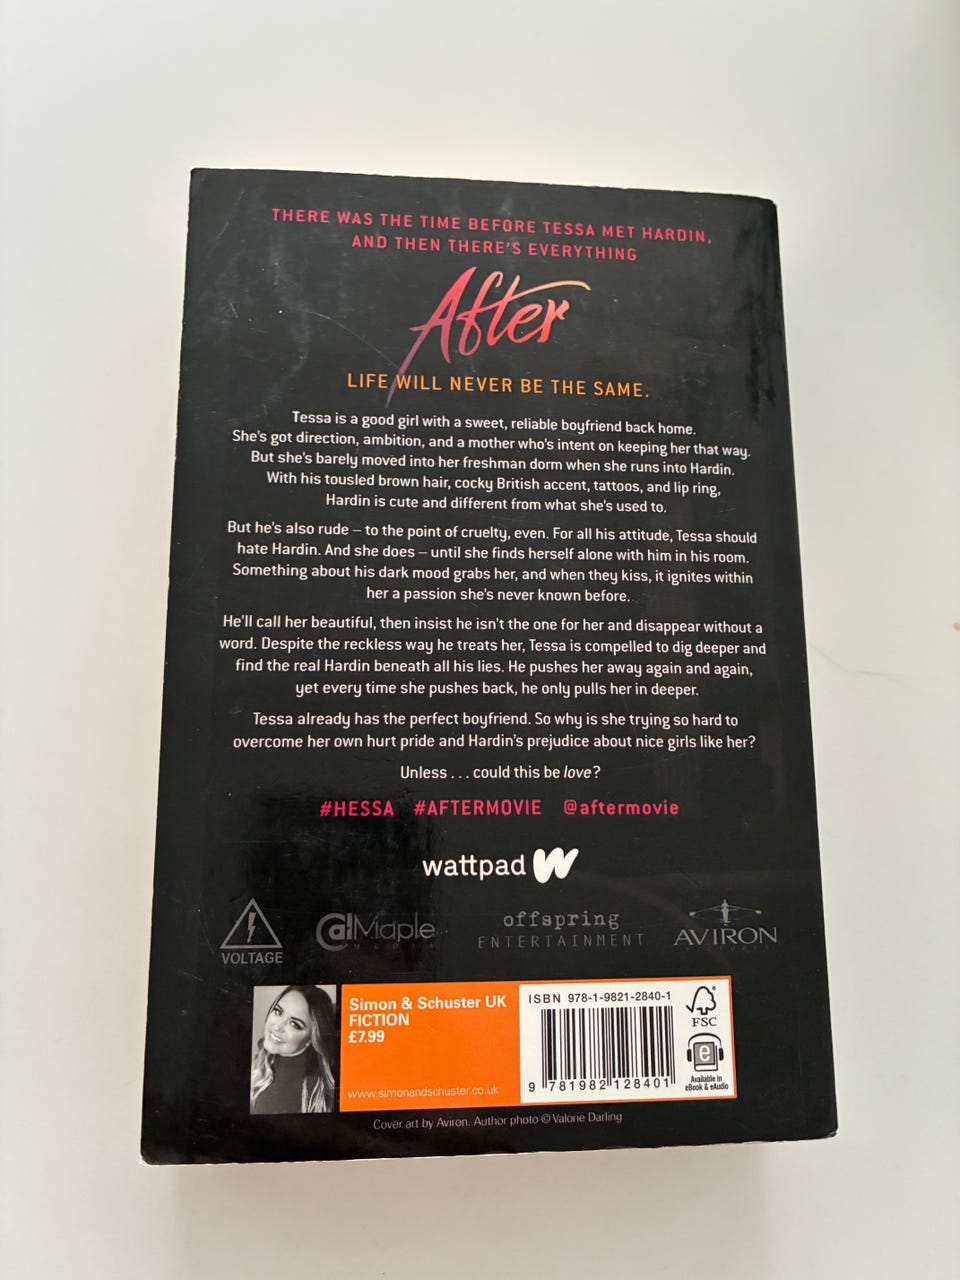 THERE WAS THE TIME BEFORE TESSA MET HARDIN,
AND THEN THERE'S EVERYTHING
After
LIFE WILL NEVER BE THE SAME.
Tessa is a good girl with a sweet, reliable boyfriend back home.
She's got direction, ambition, and a mother who's intent on keeping her that way.
But she's barely moved into her freshman dorm when she runs into Hardin.
With his tousled brown hair, cocky British accent, tattoos, and lip ring,
Hardin is cute and different from what she's used to.
But he's also rude – to the point of cruelty, even. For all his attitude, Tessa should
hate Hardin. And she does – until she finds herself alone with him in his room.
Something about his dark mood grabs her, and when they kiss, it ignites within
her a passion she's never known before.
He'll call her beautiful, then insist he isn't the one for her and disappear without a
word. Despite the reckless way he treats her, Tessa is compelled to dig deeper and
find the real Hardin beneath all his lies. He pushes her away again and again,
yet every time she pushes back, he only pulls her in deeper.
Tessa already has the perfect boyfriend. So why is she trying so hard to
overcome her own hurt pride and Hardin's prejudice about nice girls like her?
Unless . . . could this be love?
#HESSA #AFTERMOVIE @aftermovie
wattpad
VOLTAGE
CalMaple
MEDIA
offspring
ENTERTAINMENT
AVIRON
Simon & Schuster UK
FICTION
£7.99
www.simonandschuster.co.uk
ISBN 978-1-9821-2840-1
9 781982 128401
FSC
e
Available in
eBook & eAudio
Cover art by Aviron. Author photo © Valorie Darling